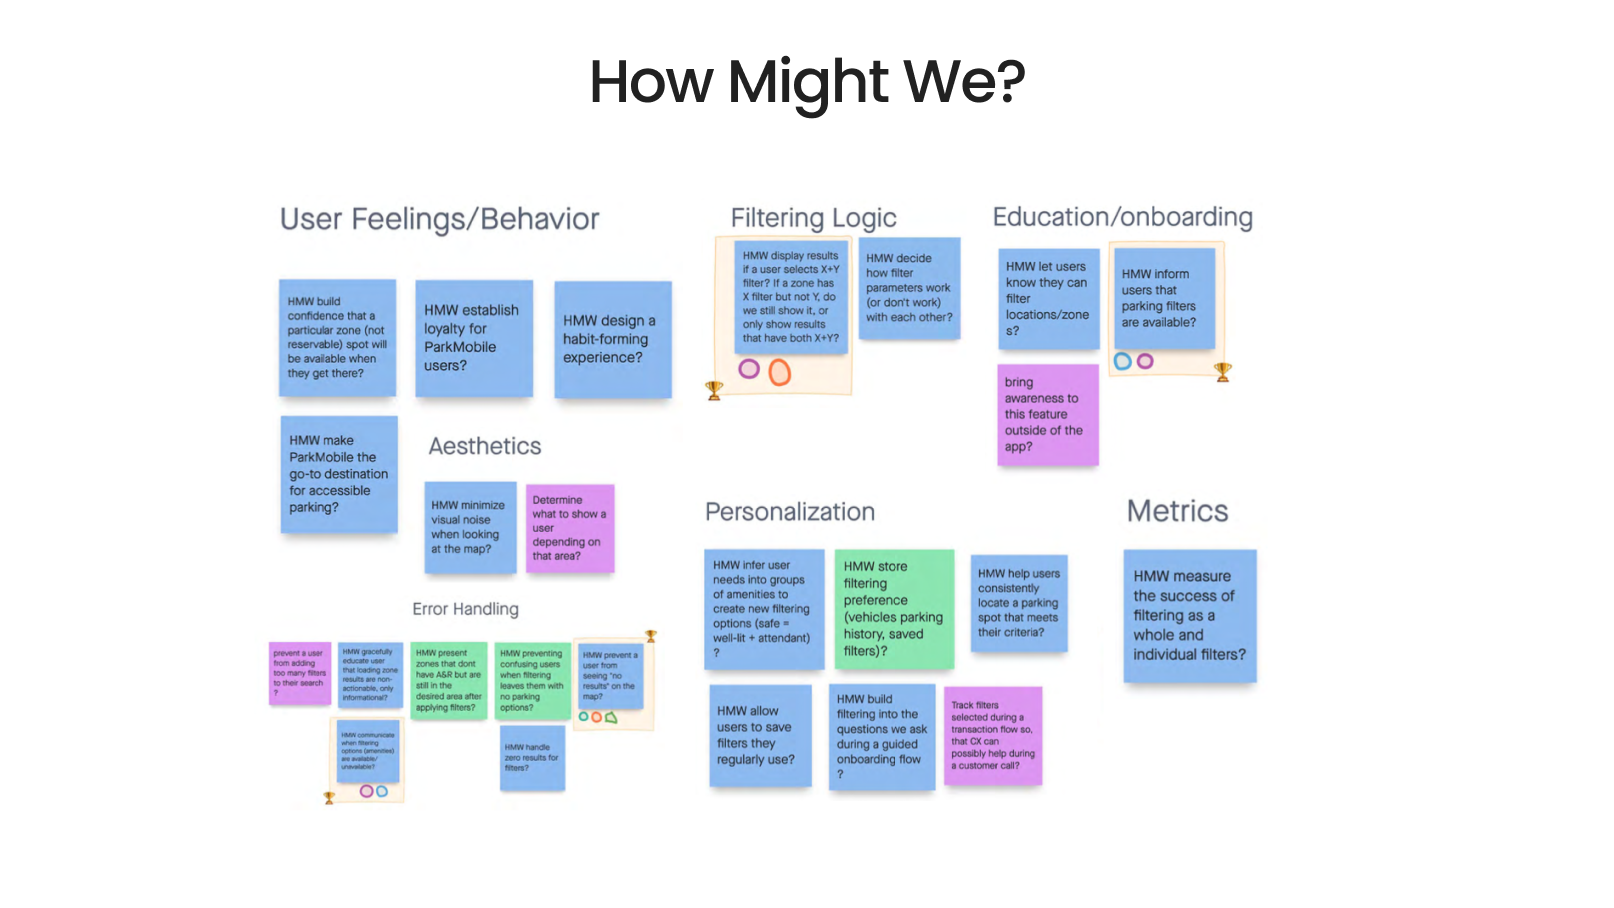 How Might We?
User Feelings/Behavior
HMW build
confidence that a
particular zone (not
reservable) spot will
be available when
they get there?
HMW establish
loyalty for
ParkMobile
users?
HMW design a
habit-forming
experience?
HMW make
ParkMobile the
go-to destination
for accessible
parking?
Aesthetics
HMW minimize
visual noise
when looking
at the map?
Determine
what to show a
user
depending on
that area?
Error Handling
prevent a user
from adding
too many filters
to their search
?
HMW gracefully
educate user
that loading zone
results are non-
actionable, only
informational?
HMW present
zones that dont
have A&R but are
still in the
desired area after
applying filters?
HMW preventing
confusing users
when filtering
leaves them with
no parking
options?
HMW prevent a
user from
seeing "no
results" on the
map?
HMW communicate
when filtering
options (amenities)
are available/
unavailable?
HMW handle
zero results for
filters?
Filtering Logic
HMW display results
if a user selects X+Y
filter? If a zone has
X filter but not Y, do
we still show it, or
only show results
that have both X+Y?
HMW decide
how filter
parameters work
(or don't work)
with each other?
Education/onboarding
HMW let users
know they can
filter
locations/zone
s?
HMW inform
users that
parking filters
are available?
bring
awareness to
this feature
outside of the
app?
Personalization
HMW infer user
needs into groups
of amenities to
create new filtering
options (safe =
well-lit + attendant)
?
HMW store
filtering
preference
(vehicles parking
history, saved
filters)?
HMW help users
consistently
locate a parking
spot that meets
their criteria?
HMW allow
users to save
filters they
regularly use?
HMW build
filtering into the
questions we ask
during a guided
onboarding flow
?
Track filters
selected during a
transaction flow so,
that CX can
possibly help during
a customer call?
Metrics
HMW measure
the success of
filtering as a
whole and
individual filters?